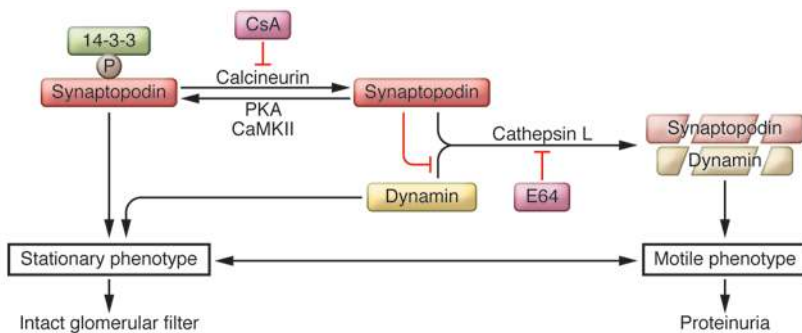 CsA
14-3-3
P
Synaptopodin
Calcineurin
PKA
CaMKII
Synaptopodin
Cathepsin L
Synaptopodin
Dynamin
Dynamin
E64
Stationary phenotype
Motile phenotype
Intact glomerular filter
Proteinuria